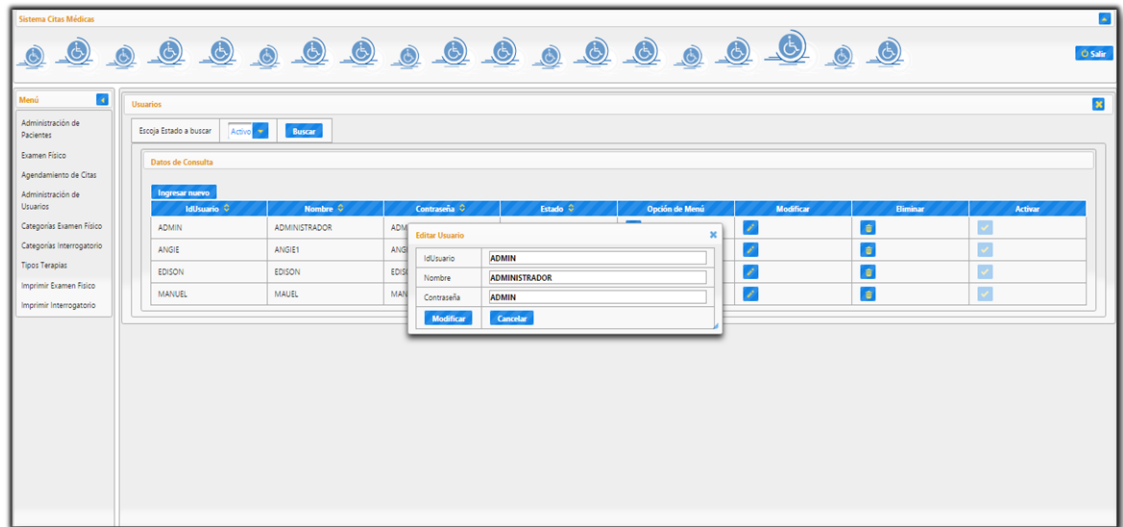 Sistema Citas Médicas
Salir
Menú
Administración de
Pacientes
Examen Físico
Agendamiento de Citas
Administración de
Usuarios
Categorías Examen Físico
Categorías Interrogatorio
Tipos Terapias
Imprimir Examen Físico
Imprimir Interrogatorio
Usuarios
Escoja Estado a buscar Activo Buscar
Datos de Consulta
Ingresar nuevo
IdUsuario Nombre Contraseña Estado Opción de Menú Modificar Eliminar Activar
ADMIN ADMINISTRADOR
ANGIE ANGIE1
EDISON EDISON
MANUEL MAUEL
Editar Usuario
IdUsuario ADMIN
Nombre ADMINISTRADOR
Contraseña ADMIN
Modificar Cancelar